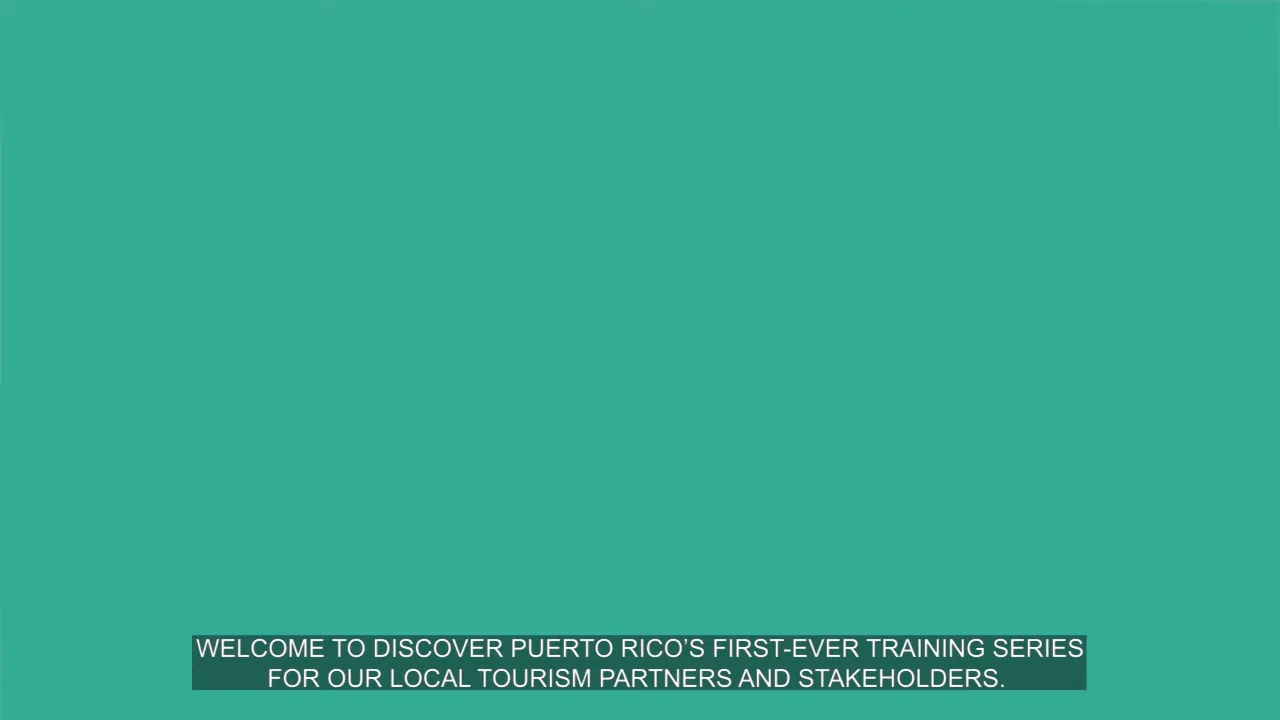 WELCOME TO DISCOVER PUERTO RICO’S FIRST-EVER TRAINING SERIES
FOR OUR LOCAL TOURISM PARTNERS AND STAKEHOLDERS.